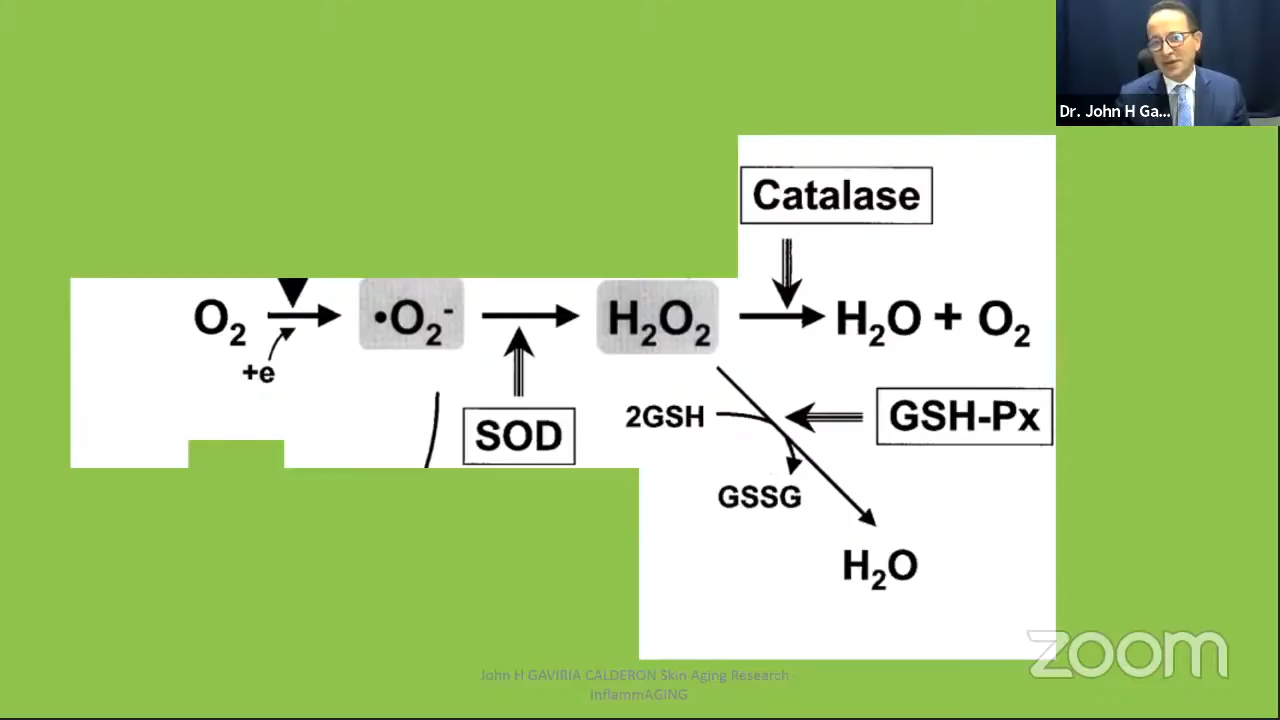 Dr. John H Ga...
Catalase
O₂ •O₂⁻ H₂O₂ H₂O + O₂
+e
SOD
2GSH
GSH-Px
GSSG
H₂O
zoom
John H GAVIRIA CALDERON Skin Aging Research -
InflammAGING